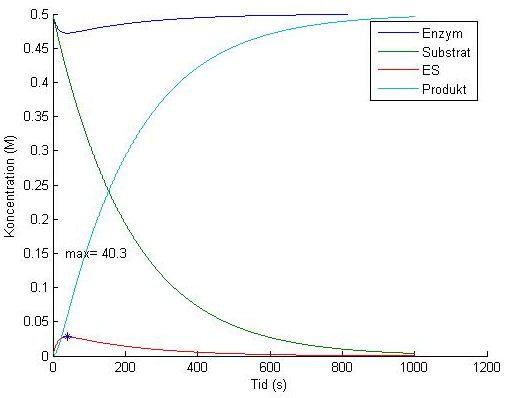 0.5
0.45
0.4
0.35
0.3
0.25
0.2
0.15
0.1
0.05
0
Koncentration (M)
Enzym
Substrat
ES
Produkt
max= 40.3
0 200 400 600 800 1000 1200
Tid (s)